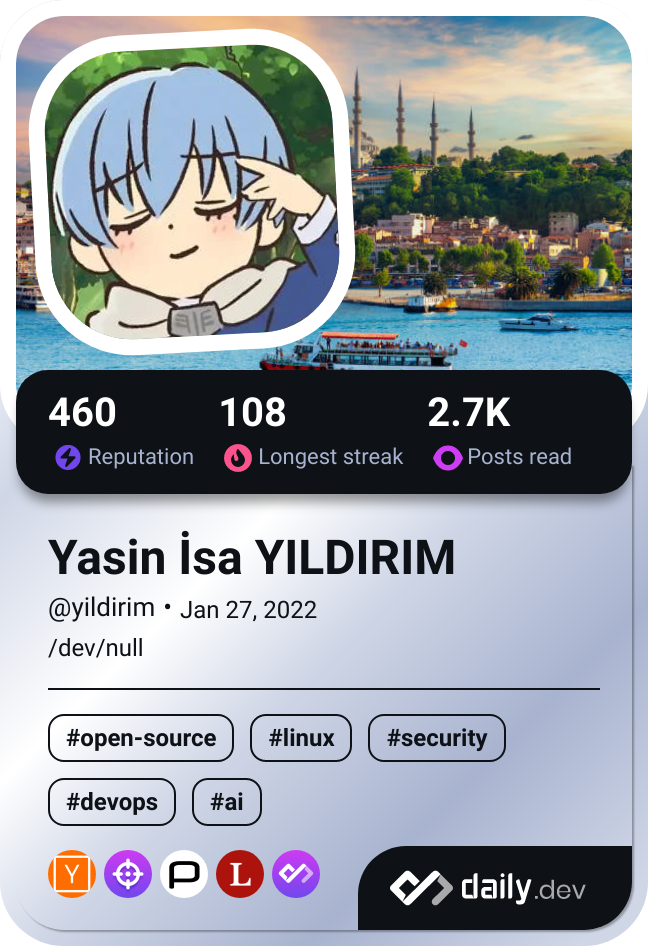 460 108 2.7K
Reputation Longest streak Posts read
Yasin İsa YILDIRIM
@yildirim • Jan 27, 2022
/dev/null
#open-source #linux #security
#devops #ai
Y P L
daily.dev